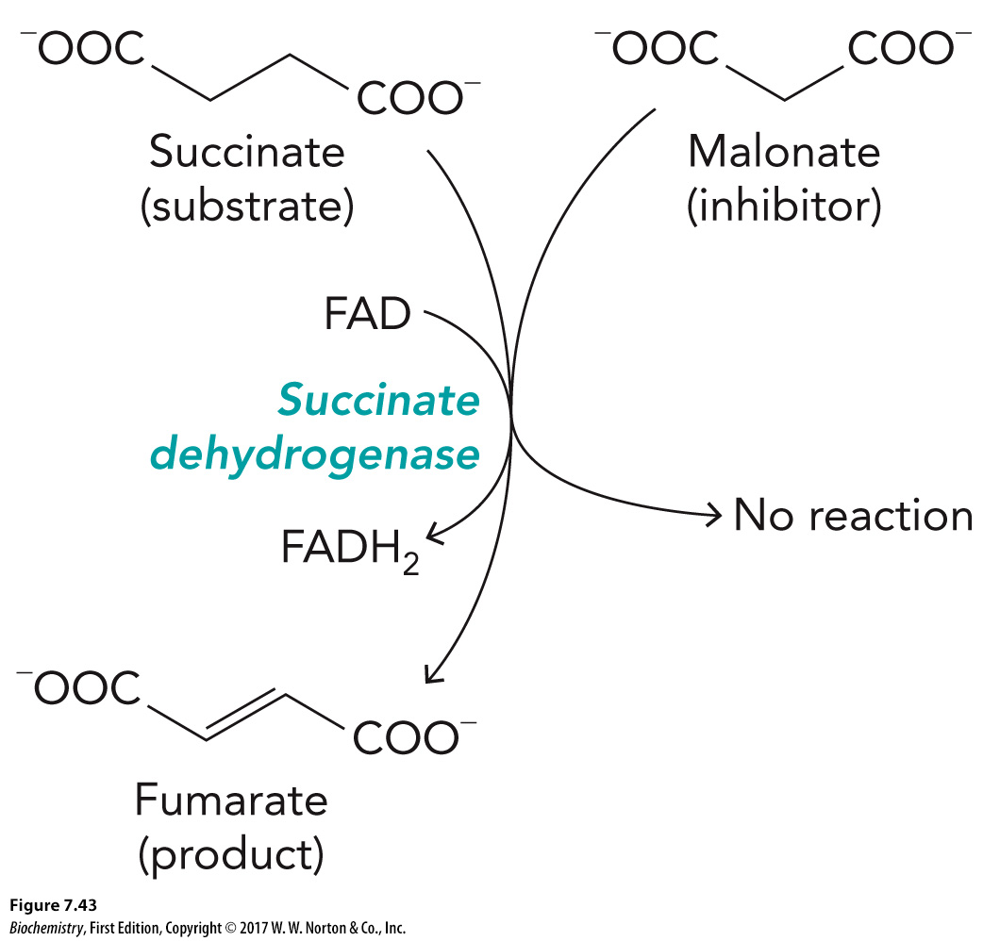 ⁻OOC
COO⁻
Succinate
(substrate)
⁻OOC
COO⁻
Malonate
(inhibitor)
FAD
Succinate
dehydrogenase
FADH₂
No reaction
⁻OOC
COO⁻
Fumarate
(product)
Figure 7.43
Biochemistry, First Edition, Copyright © 2017 W. W. Norton & Co., Inc.